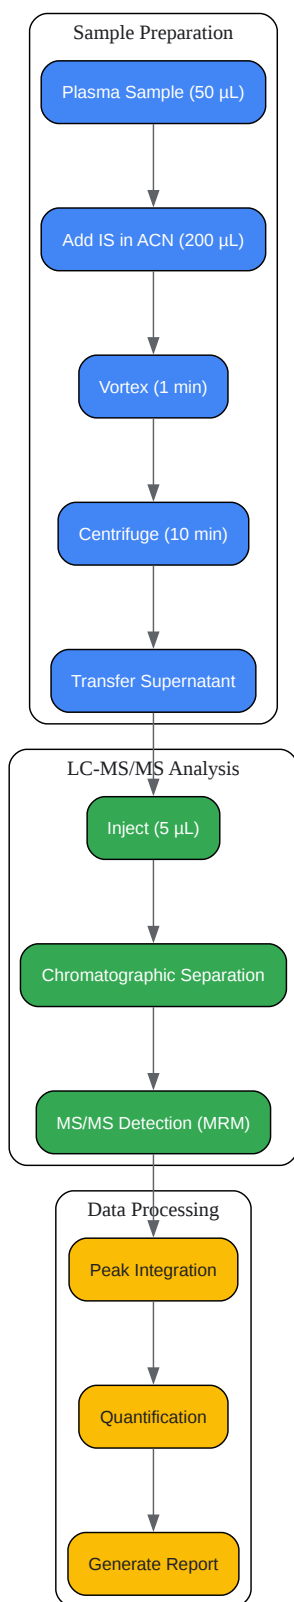 Sample Preparation
Plasma Sample (50 µL)
Add IS in ACN (200 µL)
Vortex (1 min)
Centrifuge (10 min)
Transfer Supernatant
LC-MS/MS Analysis
Inject (5 µL)
Chromatographic Separation
MS/MS Detection (MRM)
Data Processing
Peak Integration
Quantification
Generate Report